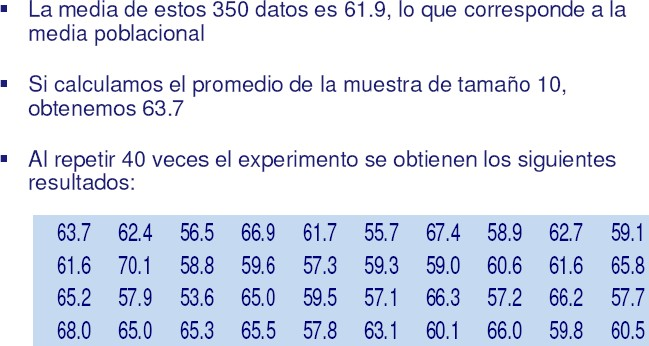 ▪ La media de estos 350 datos es 61.9, lo que corresponde a la
media poblacional
▪ Si calculamos el promedio de la muestra de tamaño 10,
obtenemos 63.7
▪ Al repetir 40 veces el experimento se obtienen los siguientes
resultados:
63.7 62.4 56.5 66.9 61.7 55.7 67.4 58.9 62.7 59.1
61.6 70.1 58.8 59.6 57.3 59.3 59.0 60.6 61.6 65.8
65.2 57.9 53.6 65.0 59.5 57.1 66.3 57.2 66.2 57.7
68.0 65.0 65.3 65.5 57.8 63.1 60.1 66.0 59.8 60.5